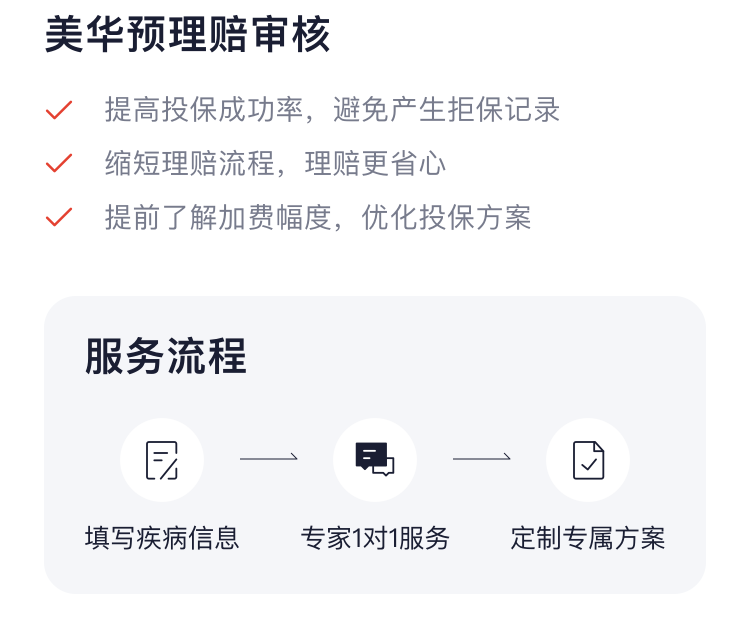 美华预理赔审核
提高投保成功率，避免产生拒保记录
缩短理赔流程，理赔更省心
提前了解加费幅度，优化投保方案
服务流程
填写疾病信息
专家1对1服务
定制专属方案